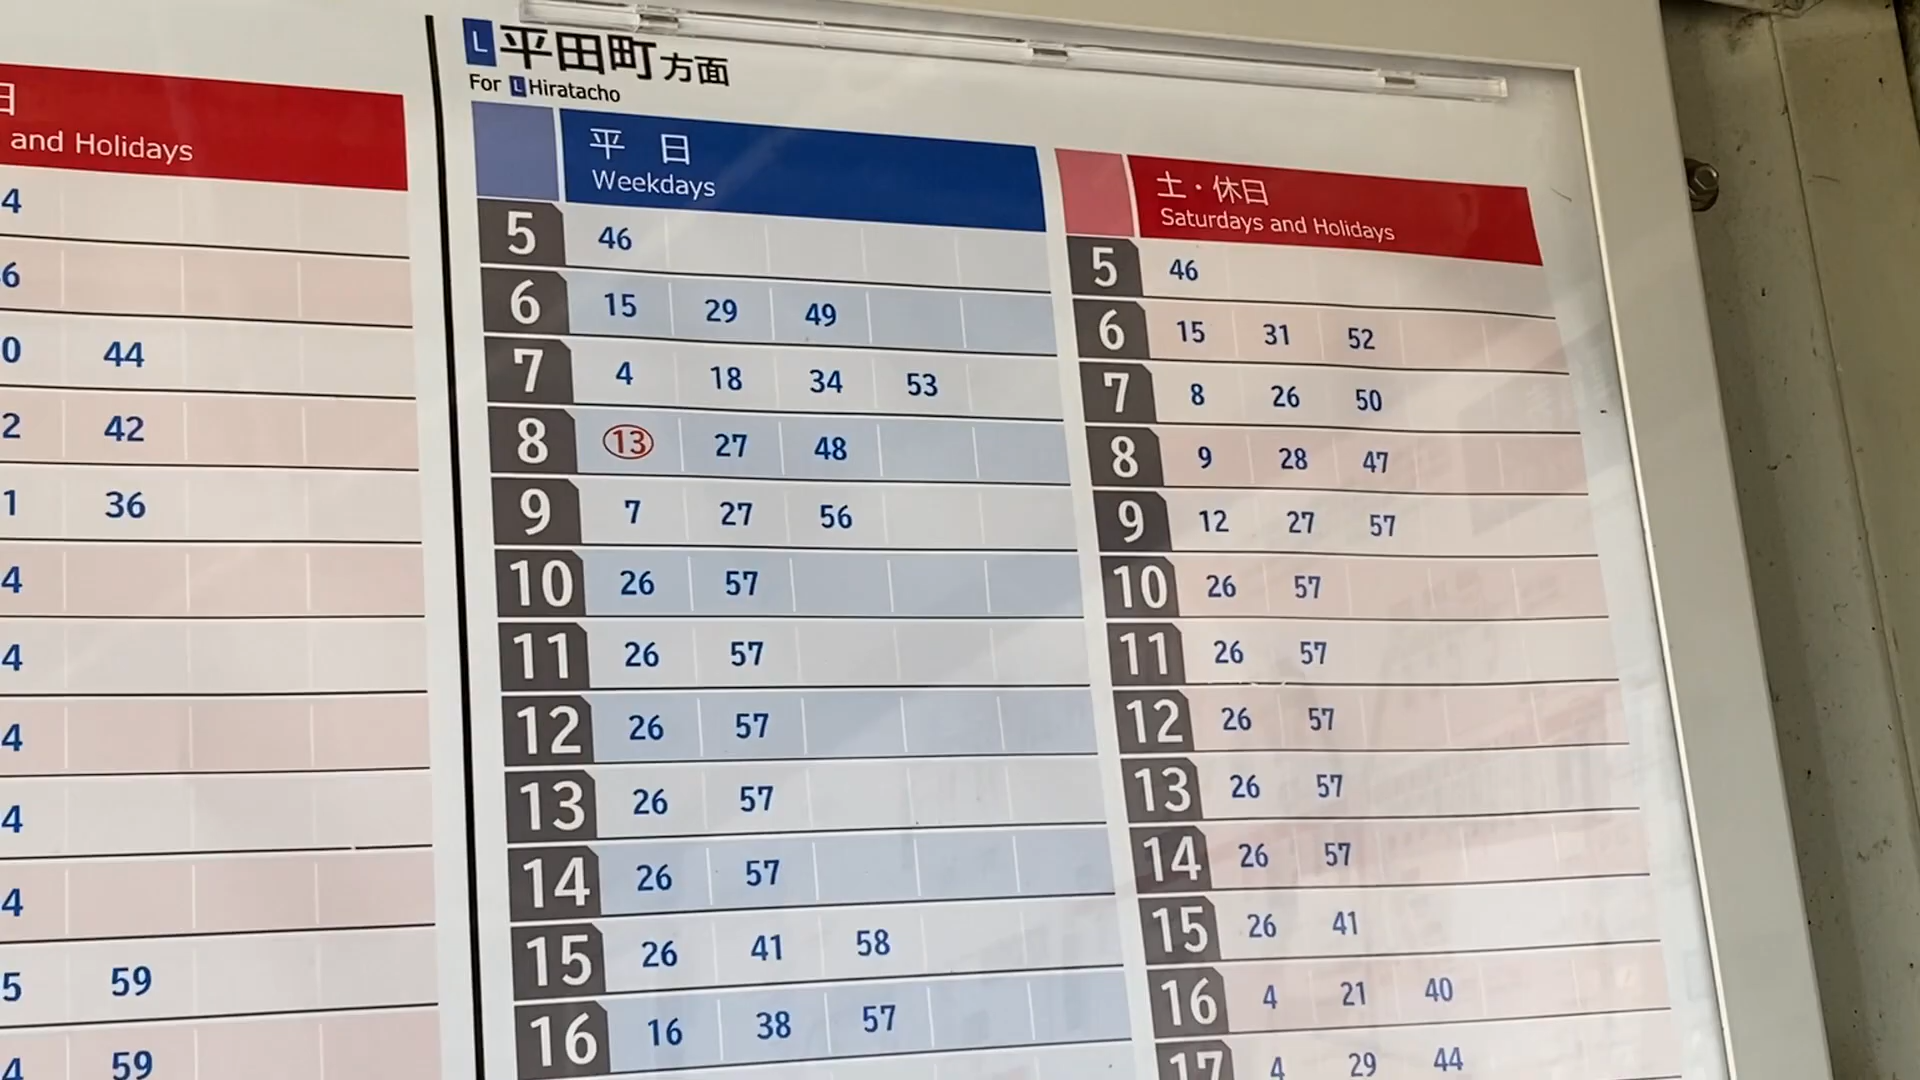 日
and Holidays
4
6
0 44
2 42
1 36
4
4
4
4
4
5 59
4 59
L 平田町 方面
For L Hiratacho
平 日
Weekdays
5 46
6 15 29 49
7 4 18 34 53
8 13 27 48
9 7 27 56
10 26 57
11 26 57
12 26 57
13 26 57
14 26 57
15 26 41 58
16 16 38 57
土・休日
Saturdays and Holidays
5 46
6 15 31 52
7 8 26 50
8 9 28 47
9 12 27 57
10 26 57
11 26 57
12 26 57
13 26 57
14 26 57
15 26 41
16 4 21 40
17 4 29 44